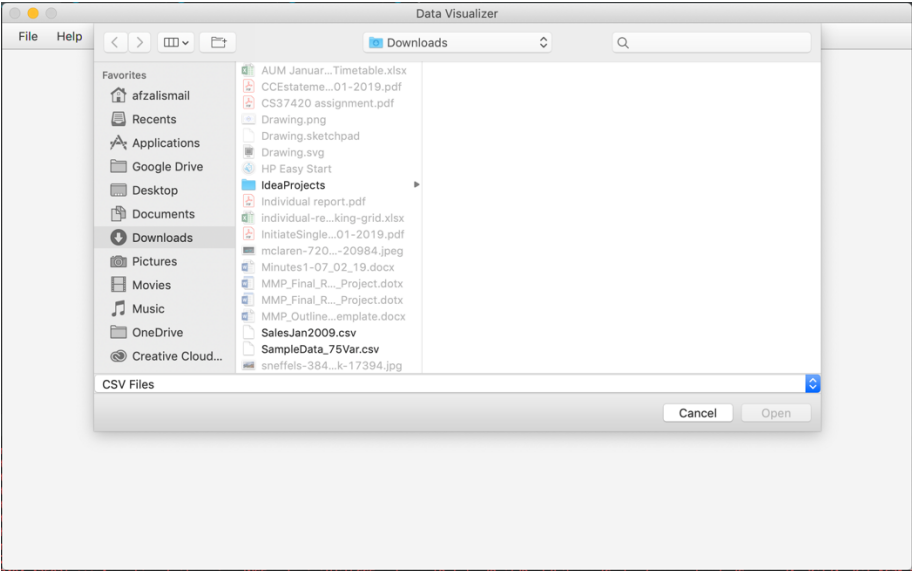 Data Visualizer
File Help
Downloads
Favorites
afzalismail
Recents
Applications
Google Drive
Desktop
Documents
Downloads
Pictures
Movies
Music
OneDrive
Creative Cloud...
AUM Januar...Timetable.xlsx
CCEstateme...01-2019.pdf
CS37420 assignment.pdf
Drawing.png
Drawing.sketchpad
Drawing.svg
HP Easy Start
IdeaProjects
Individual report.pdf
individual-re...king-grid.xlsx
InitiateSingle...01-2019.pdf
mclaren-720...-20984.jpeg
Minutes1-07_02_19.docx
MMP_Final_R..._Project.dotx
MMP_Final_R..._Project.dotx
MMP_Outline...emplate.docx
SalesJan2009.csv
SampleData_75Var.csv
sneffels-384...k-17394.jpg
CSV Files
Cancel Open